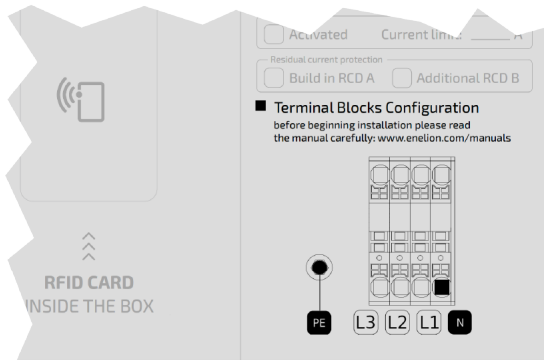 Activated Current limit: A
Residual current protection
Build in RCD A Additional RCD B
Terminal Blocks Configuration
before beginning installation please read
the manual carefully: www.enelion.com/manuals
RFID CARD
INSIDE THE BOX
PE L3 L2 L1 N